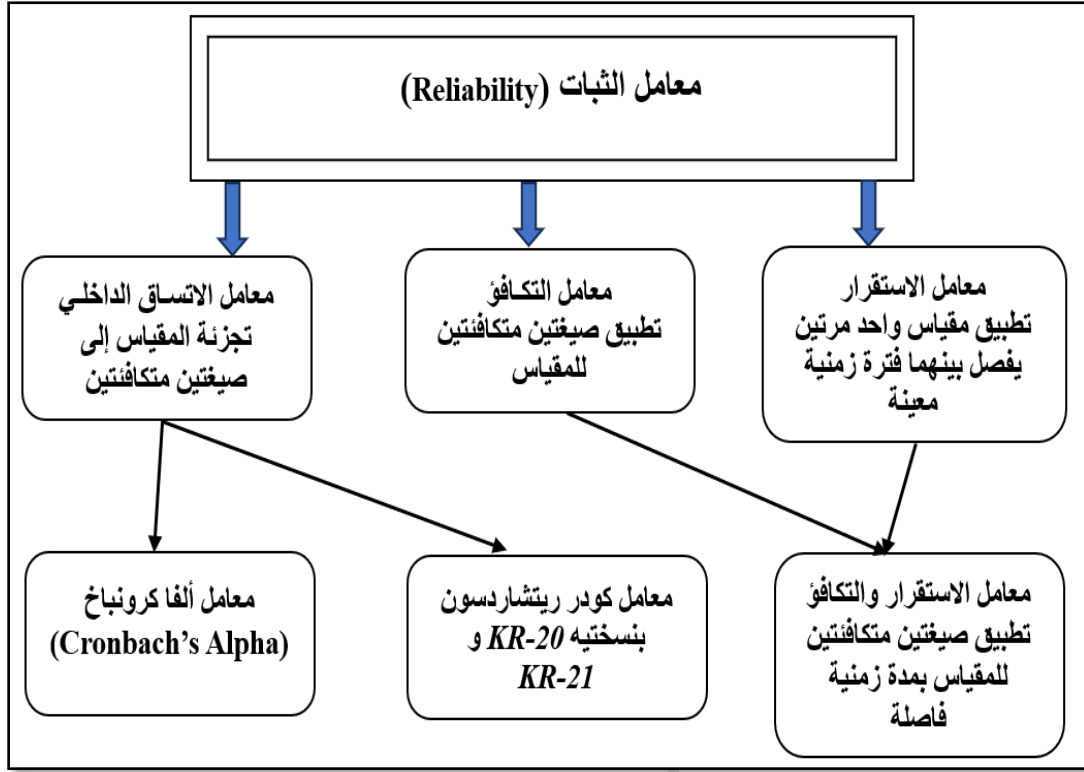 معامل الثبات (Reliability)
معامل الاستقرار
تطبيق مقياس واحد مرتين
يفصل بينهما فترة زمنية
معينة
معامل التكافؤ
تطبيق صيغتين متكافئتين
للمقياس
معامل الاتساق الداخلي
تجزئة المقياس إلى
صيغتين متكافئتين
معامل الاستقرار والتكافؤ
تطبيق صيغتين متكافئتين
للمقياس بمدة زمنية
فاصلة
معامل كودر ريتشاردسون
بنسختيه KR-20 و
KR-21
معامل ألفا كرونباخ
(Cronbach’s Alpha)